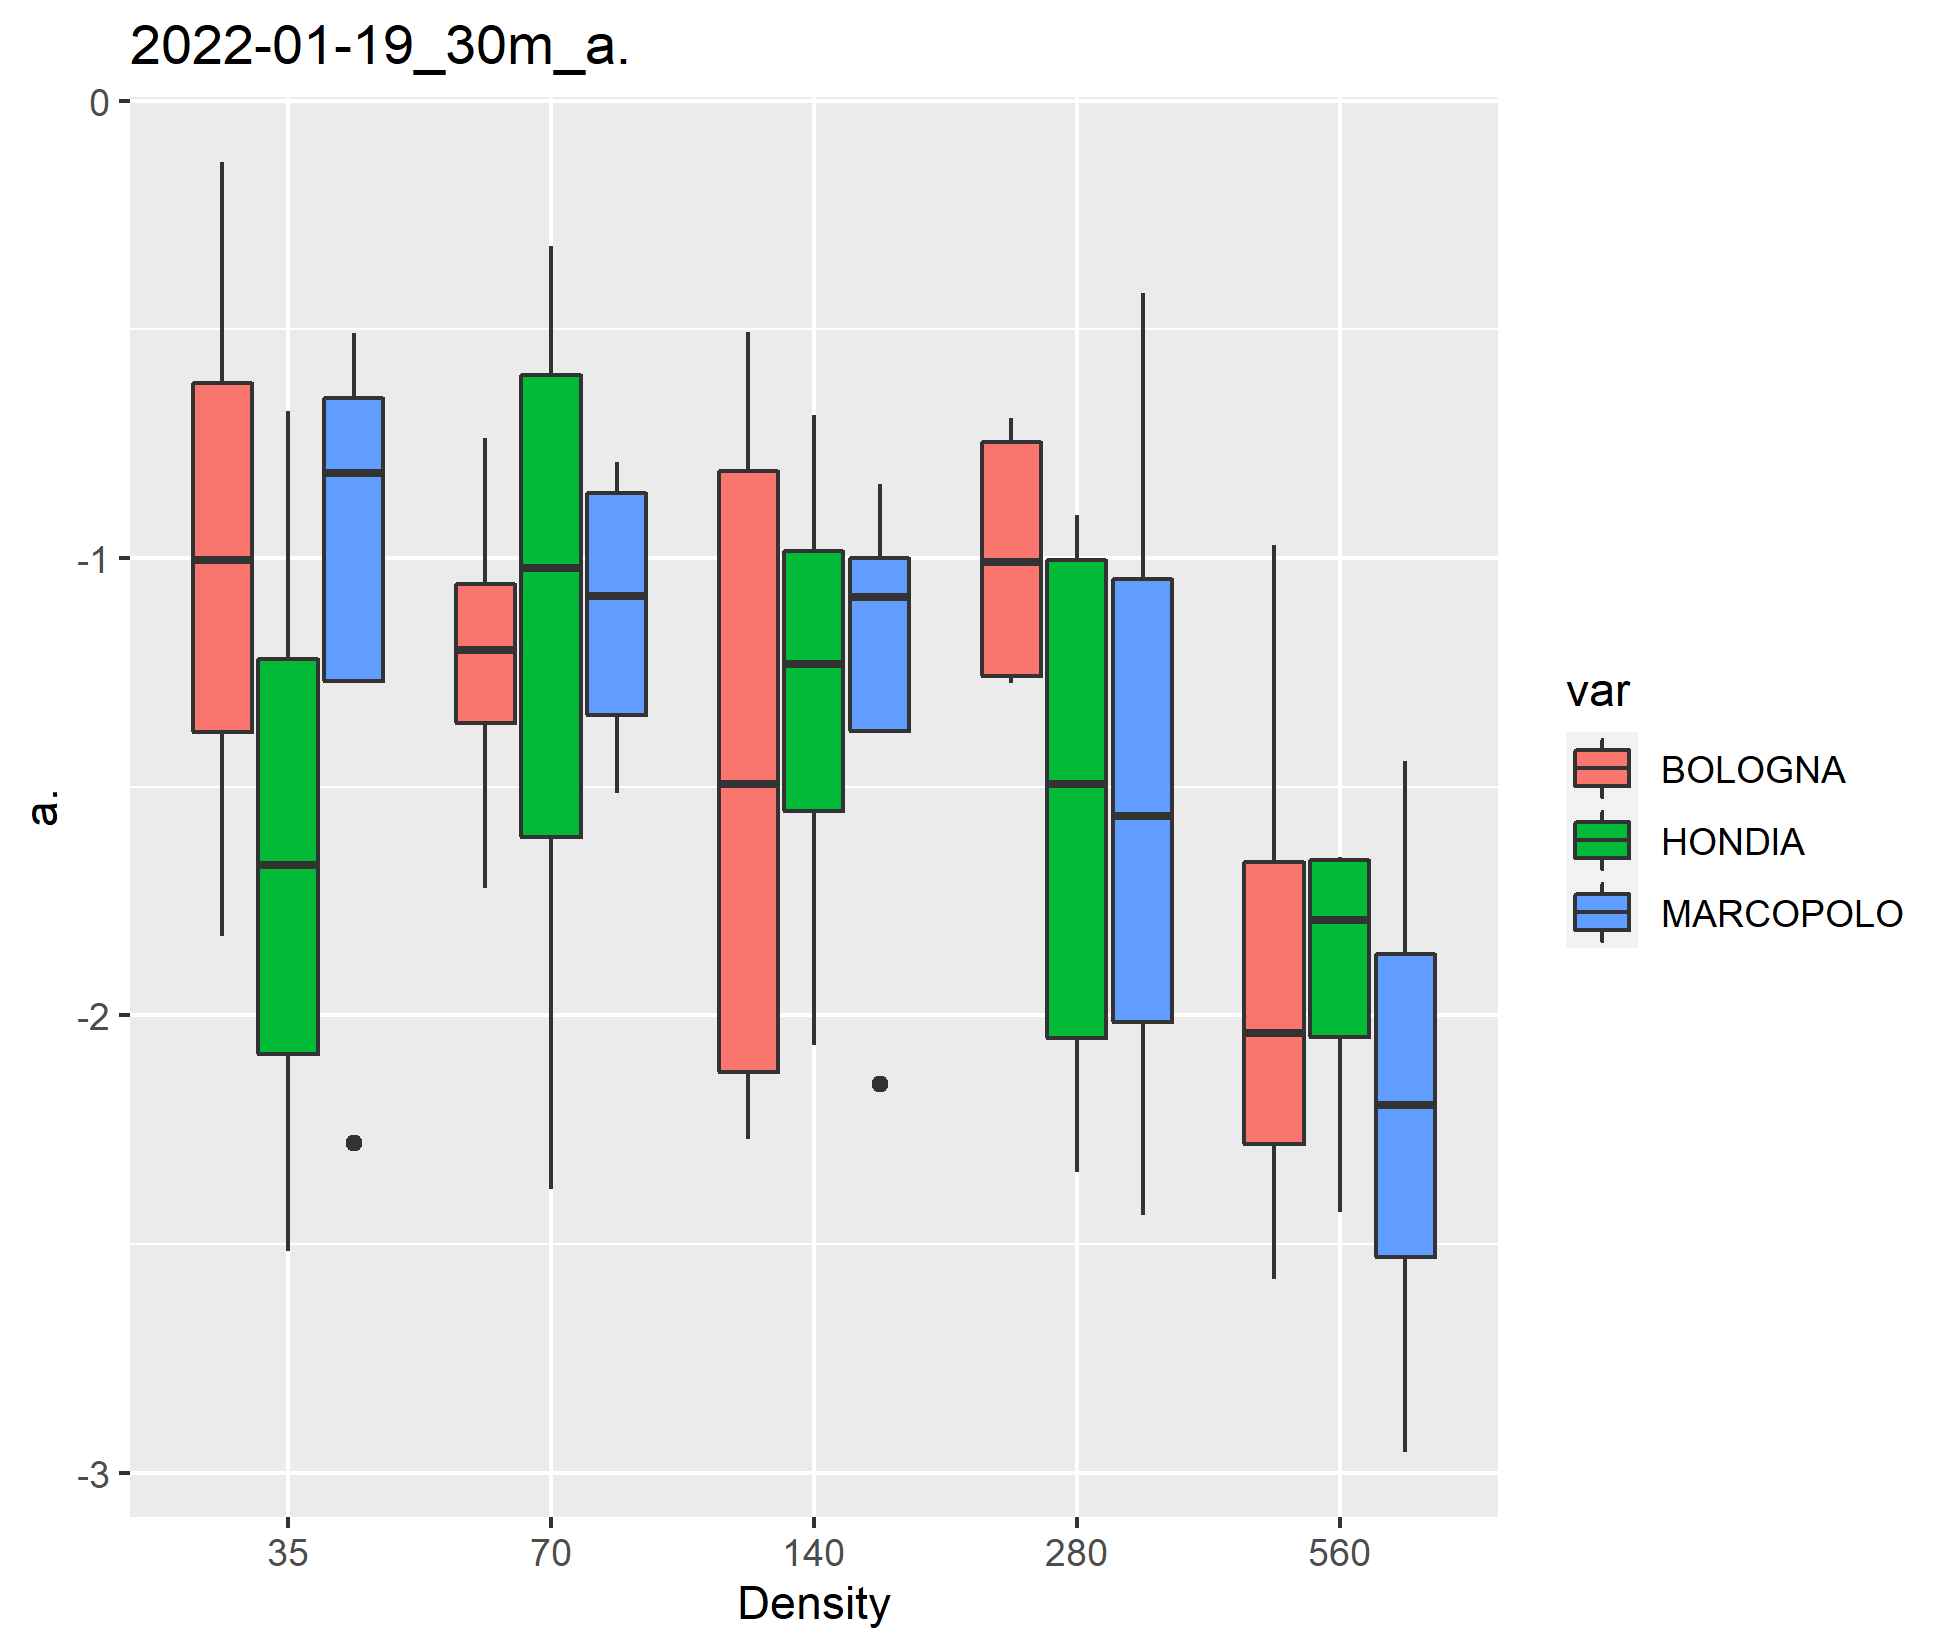 2022-01-19_30m_a.
0
-1
-2
-3
a.
35 70 140 280 560
Density
var
BOLOGNA
HONDIA
MARCOPOLO